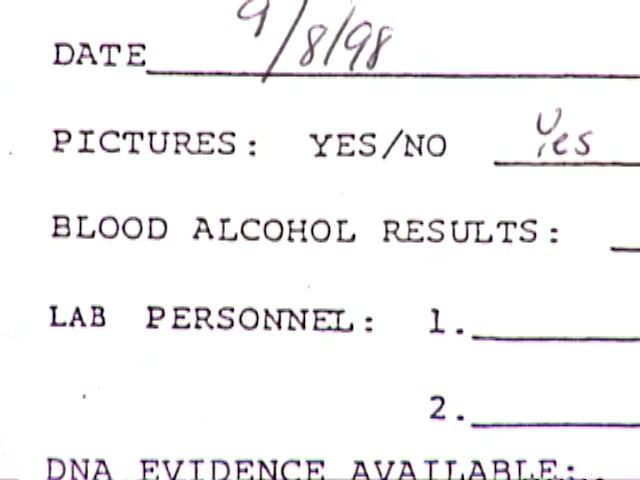 DATE 9/8/98
PICTURES: YES/NO Yes
BLOOD ALCOHOL RESULTS:
LAB PERSONNEL: 1.
2.
DNA EVIDENCE AVAILABLE: